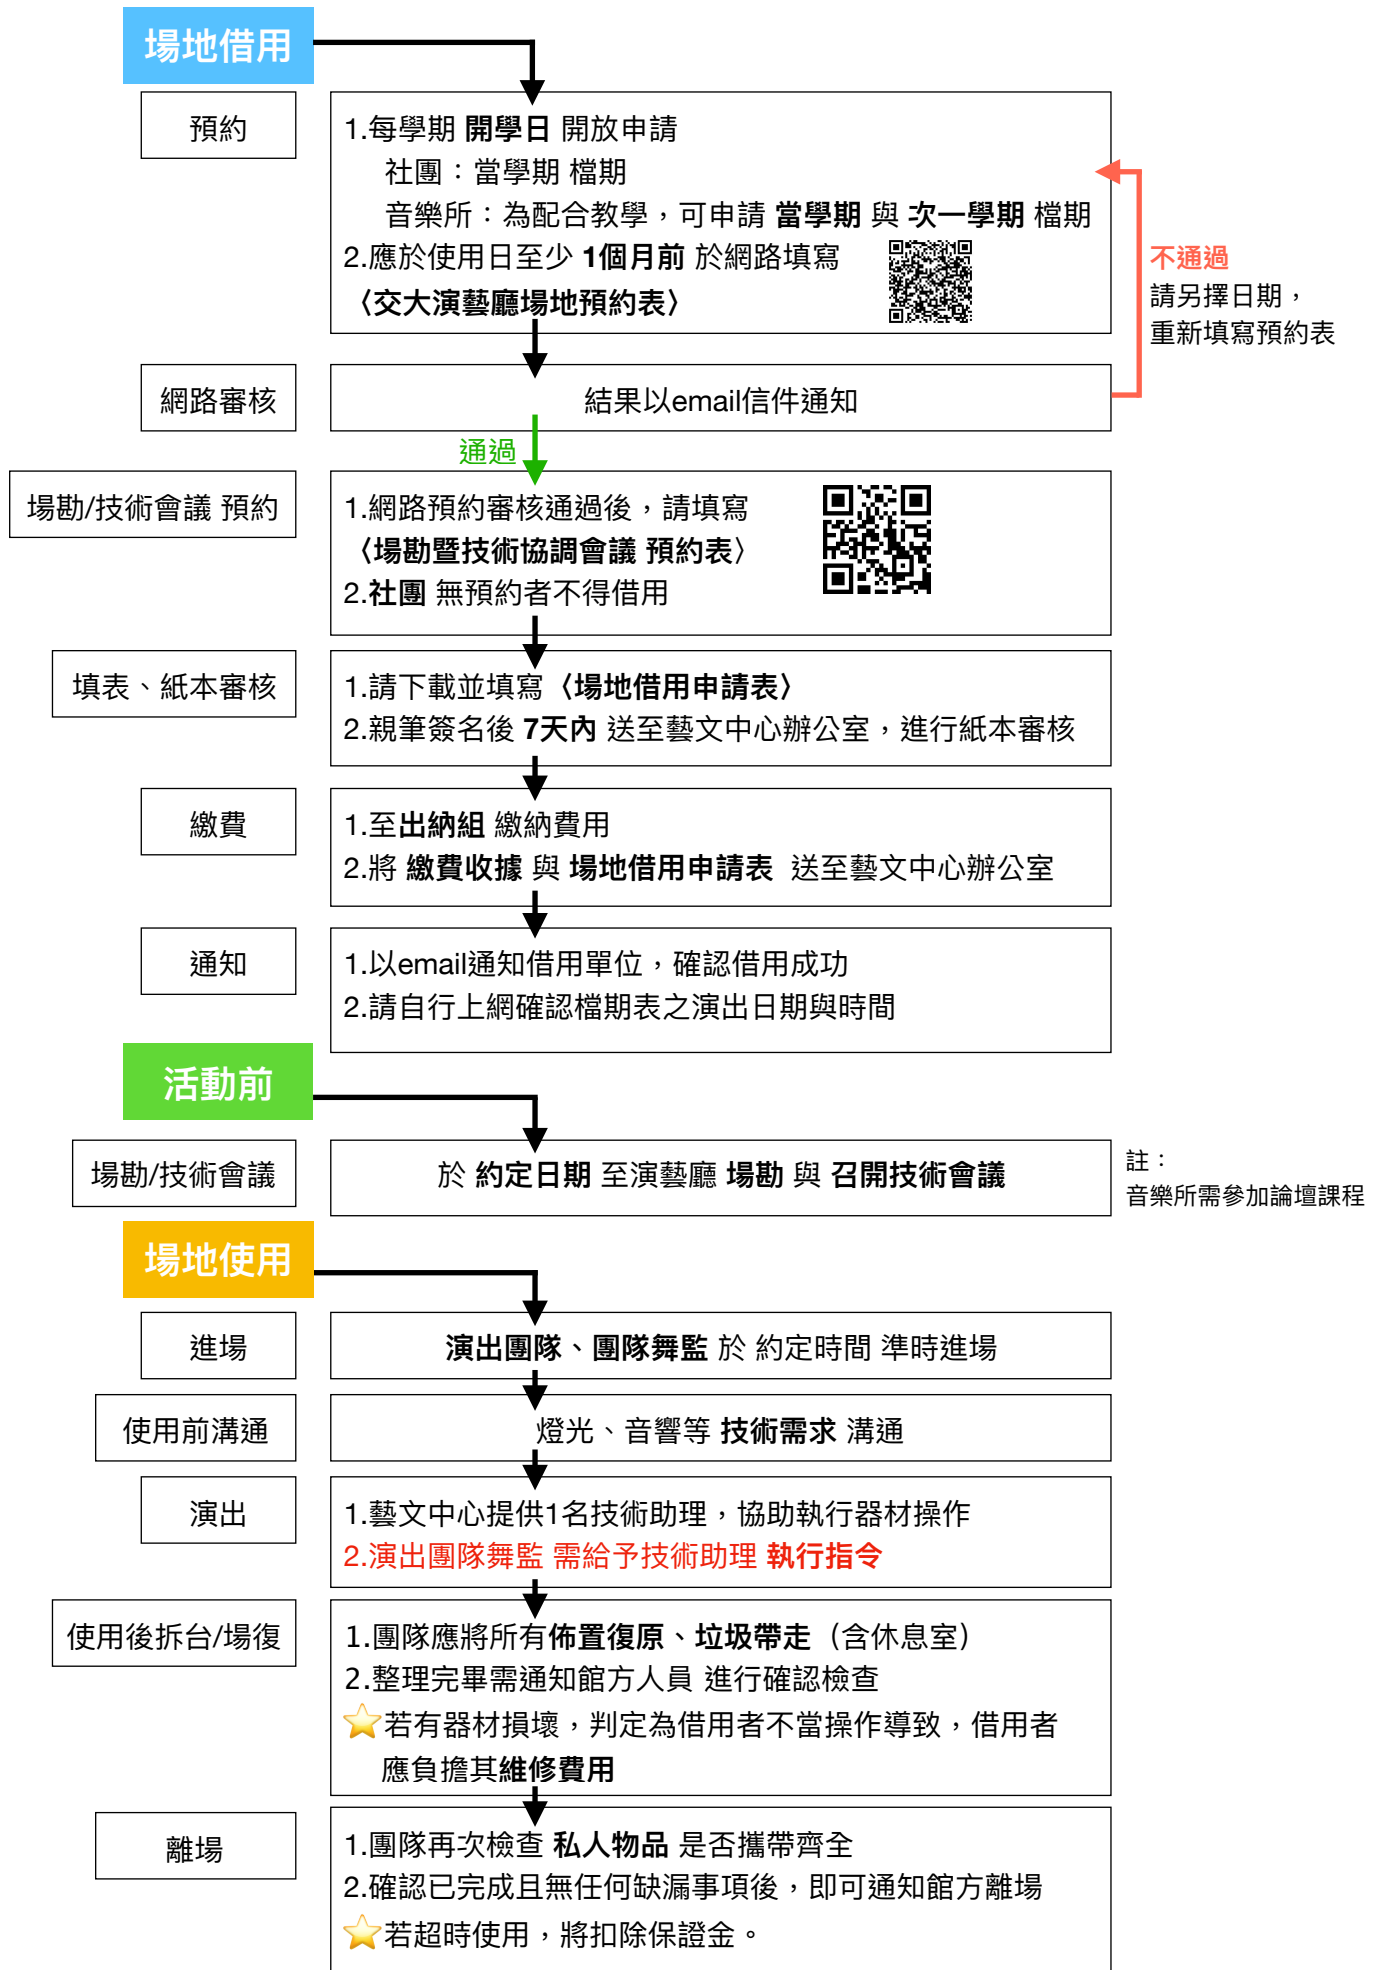 場地借用
預約
1.每學期 開學日 開放申請
社團：當學期 檔期
音樂所：為配合教學，可申請 當學期 與 次一學期 檔期
2.應於使用日至少 1個月前 於網路填寫
〈交大演藝廳場地預約表〉
不通過
請另擇日期，
重新填寫預約表
網路審核
結果以email信件通知
通過
場勘/技術會議 預約
1.網路預約審核通過後，請填寫
〈場勘暨技術協調會議 預約表〉
2.社團 無預約者不得借用
填表、紙本審核
1.請下載並填寫〈場地借用申請表〉
2.親筆簽名後 7天內 送至藝文中心辦公室，進行紙本審核
繳費
1.至出納組 繳納費用
2.將 繳費收據 與 場地借用申請表 送至藝文中心辦公室
通知
1.以email通知借用單位，確認借用成功
2.請自行上網確認檔期表之演出日期與時間
活動前
場勘/技術會議
於 約定日期 至演藝廳 場勘 與 召開技術會議
註：
音樂所需參加論壇課程
場地使用
進場
演出團隊、團隊舞監 於 約定時間 準時進場
使用前溝通
燈光、音響等 技術需求 溝通
演出
1.藝文中心提供1名技術助理，協助執行器材操作
2.演出團隊舞監 需給予技術助理 執行指令
使用後拆台/場復
1.團隊應將所有佈置復原、垃圾帶走（含休息室）
2.整理完畢需通知館方人員 進行確認檢查
⭐若有器材損壞，判定為借用者不當操作導致，借用者
應負擔其維修費用
離場
1.團隊再次檢查 私人物品 是否攜帶齊全
2.確認已完成且無任何缺漏事項後，即可通知館方離場
⭐若超時使用，將扣除保證金。